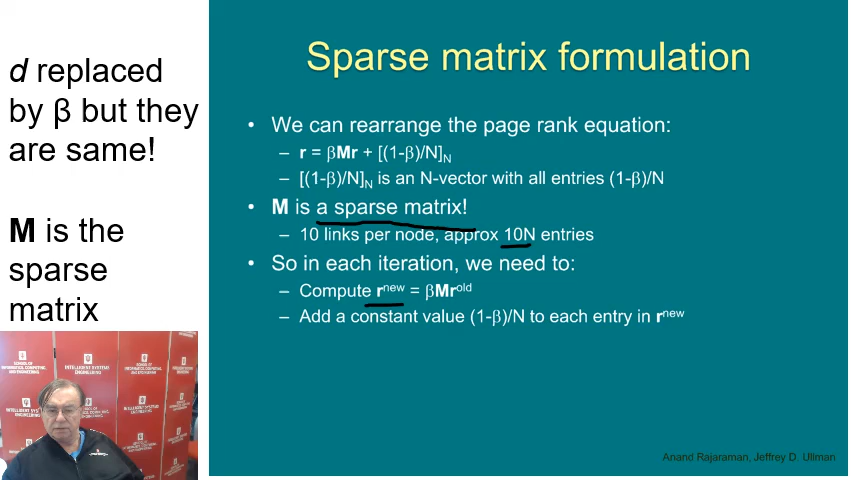 d replaced
by β but they
are same!
M is the
sparse
matrix
Sparse matrix formulation
• We can rearrange the page rank equation:
– r = βMr + [(1-β)/N]N
– [(1-β)/N]N is an N-vector with all entries (1-β)/N
• M is a sparse matrix!
– 10 links per node, approx 10N entries
• So in each iteration, we need to:
– Compute rnew = βMrold
– Add a constant value (1-β)/N to each entry in rnew
Anand Rajaraman, Jeffrey D. Ullman
INTELLIGENT SYSTEMS
ENGINEERING